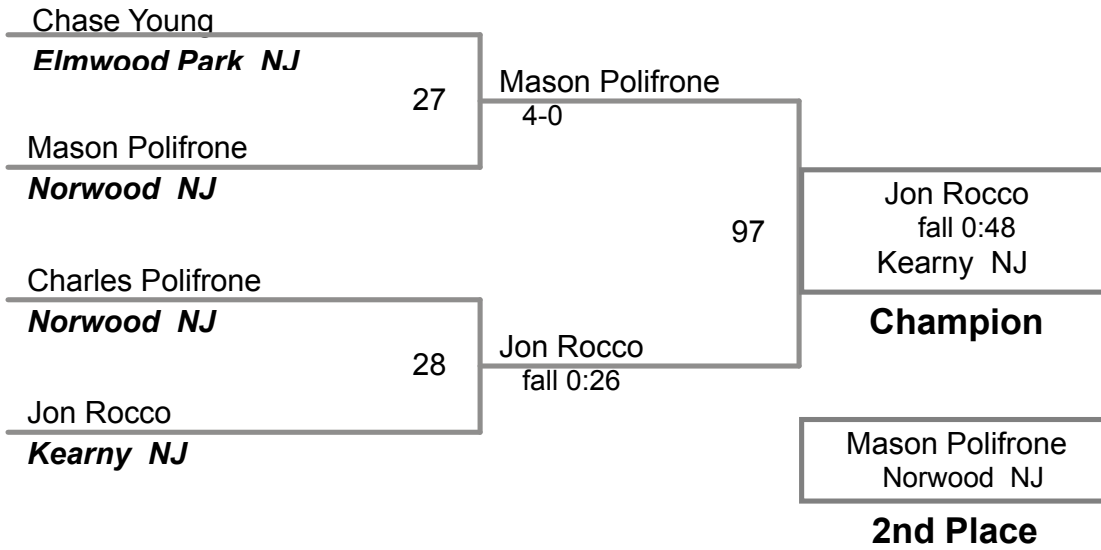 Chase Young
Elmwood Park NJ
27
Mason Polifrone
4-0
Mason Polifrone
Norwood NJ
97
Jon Rocco
fall 0:48
Kearny NJ
Champion
Charles Polifrone
Norwood NJ
28
Jon Rocco
fall 0:26
Jon Rocco
Kearny NJ
Mason Polifrone
Norwood NJ
2nd Place